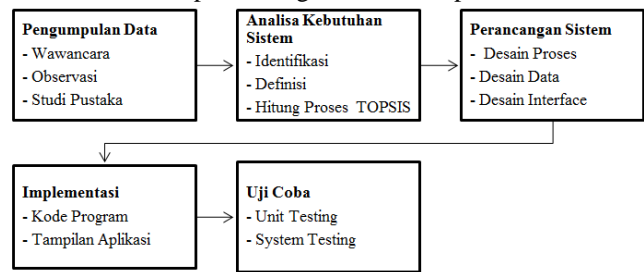 Pengumpulan Data
- Wawancara
- Observasi
- Studi Pustaka
Analisa Kebutuhan
Sistem
- Identifikasi
- Definisi
- Hitung Proses TOPSIS
Perancangan Sistem
- Desain Proses
- Desain Data
- Desain Interface
Implementasi
- Kode Program
- Tampilan Aplikasi
Uji Coba
- Unit Testing
- System Testing